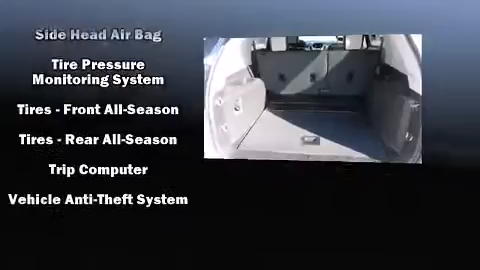 Side Head Air Bag
Tire Pressure
Monitoring System
Tires - Front All-Season
Tires - Rear All-Season
Trip Computer
Vehicle Anti-Theft System